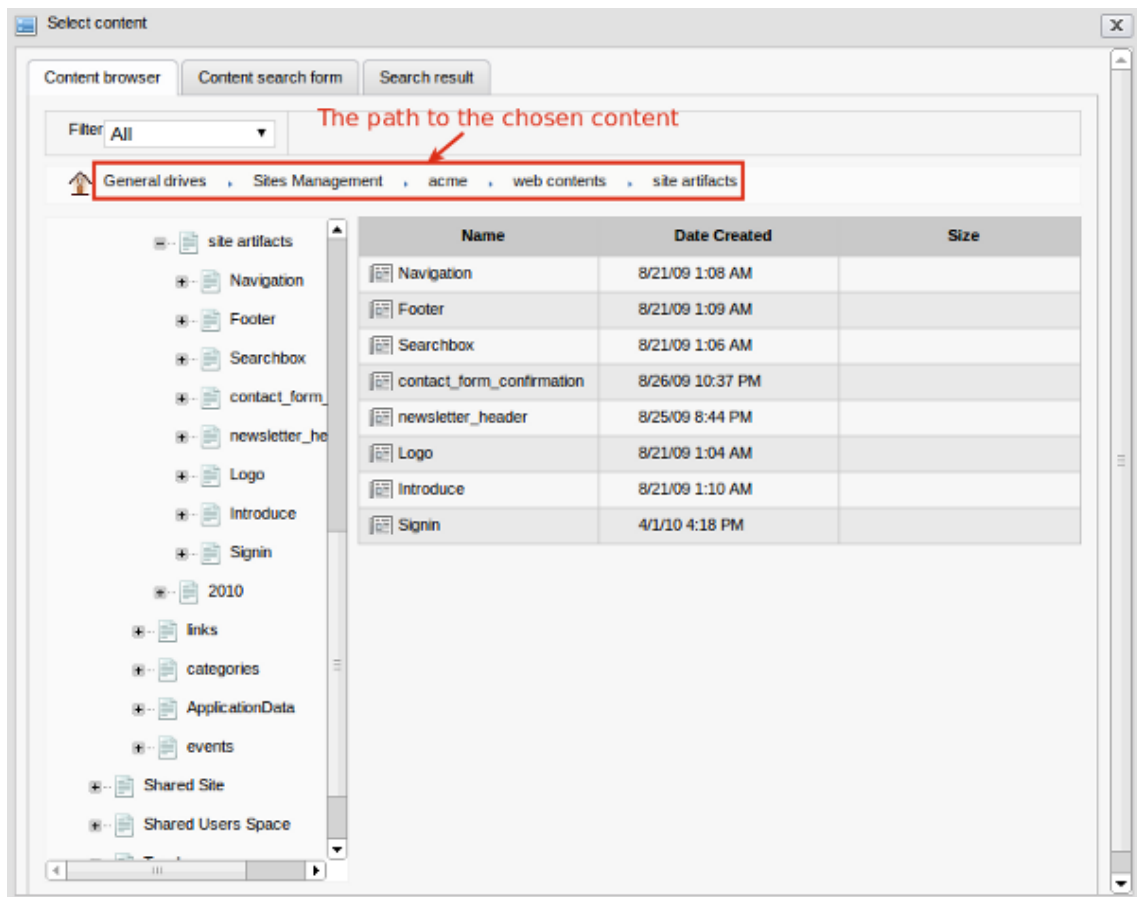 Select content
X
Content browser Content search form Search result
The path to the chosen content
Filter All
General drives Sites Management acme web contents site artifacts
Name Date Created Size
site artifacts
Navigation
Footer
Searchbox
contact_form_
newsletter_he
Logo
Introduce
Signin
2010
links
categories
ApplicationData
events
Shared Site
Shared Users Space
Navigation 8/21/09 1:08 AM
Footer 8/21/09 1:09 AM
Searchbox 8/21/09 1:06 AM
contact_form_confirmation 8/26/09 10:37 PM
newsletter_header 8/25/09 8:44 PM
Logo 8/21/09 1:04 AM
Introduce 8/21/09 1:10 AM
Signin 4/1/10 4:18 PM